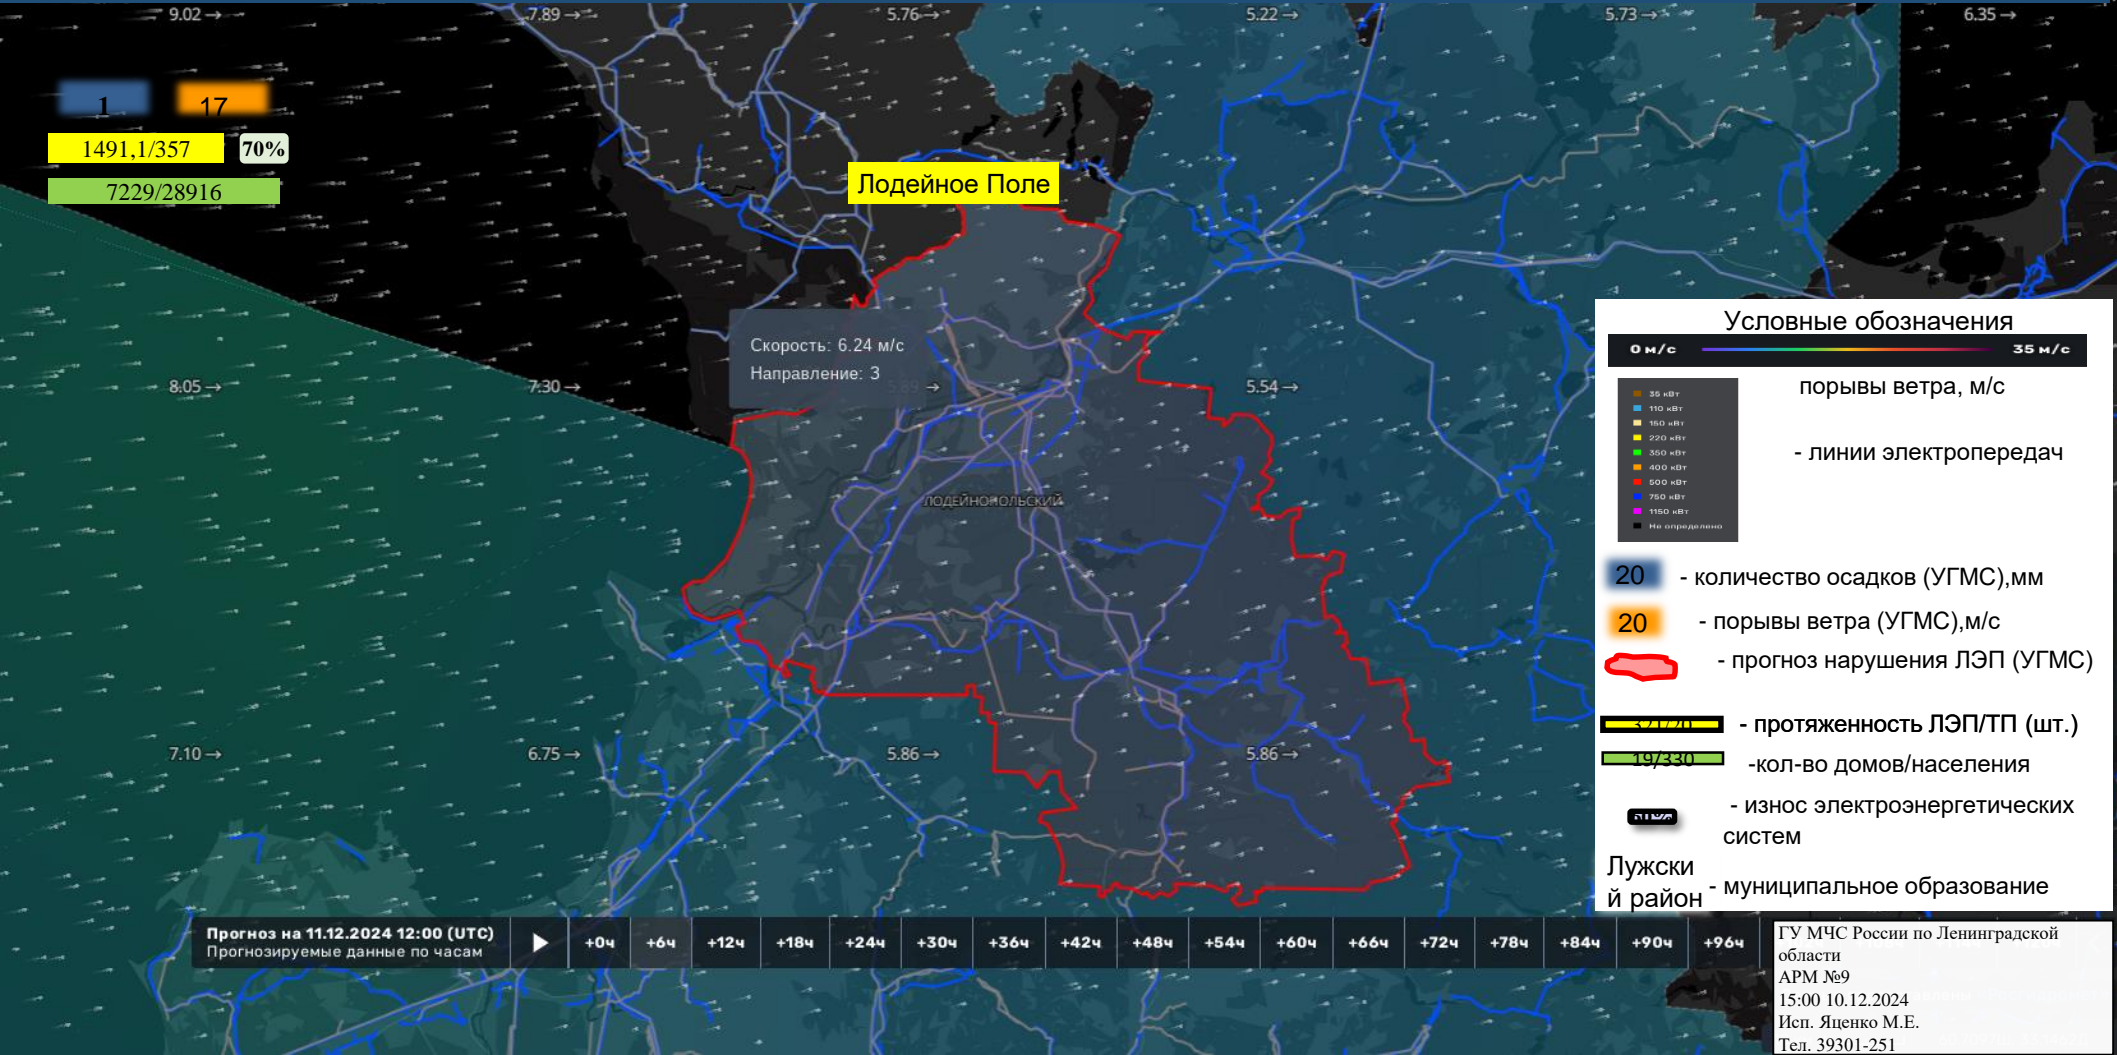 9.02→
7.89→
5.76→
5.22→
5.73→
6.35→
1
17
1491,1/357
70%
7229/28916
Лодейное Поле
Скорость: 6.24 м/с
Направление: З
8.05→
7.30→
5.54→
ЛОДЕЙНОПОЛЬСКИЙ
7.10→
6.75→
5.86→
5.86→
Условные обозначения
0 м/с
35 м/с
порывы ветра, м/с
35 кВт
110 кВт
150 кВт
220 кВт
350 кВт
400 кВт
500 кВт
750 кВт
1150 кВт
Не определено
- линии электропередач
20 - количество осадков (УГМС),мм
20 - порывы ветра (УГМС),м/с
- прогноз нарушения ЛЭП (УГМС)
321/20 - протяженность ЛЭП/ТП (шт.)
19/330 -кол-во домов/населения
- износ электроэнергетических
систем
Лужски
й район - муниципальное образование
Прогноз на 11.12.2024 12:00 (UTC)
Прогнозируемые данные по часам
+0ч +6ч +12ч +18ч +24ч +30ч +36ч +42ч +48ч +54ч +60ч +66ч +72ч +78ч +84ч +90ч +96ч
ГУ МЧС России по Ленинградской
области
АРМ №9
15:00 10.12.2024
Исп. Яценко М.Е.
Тел. 39301-251